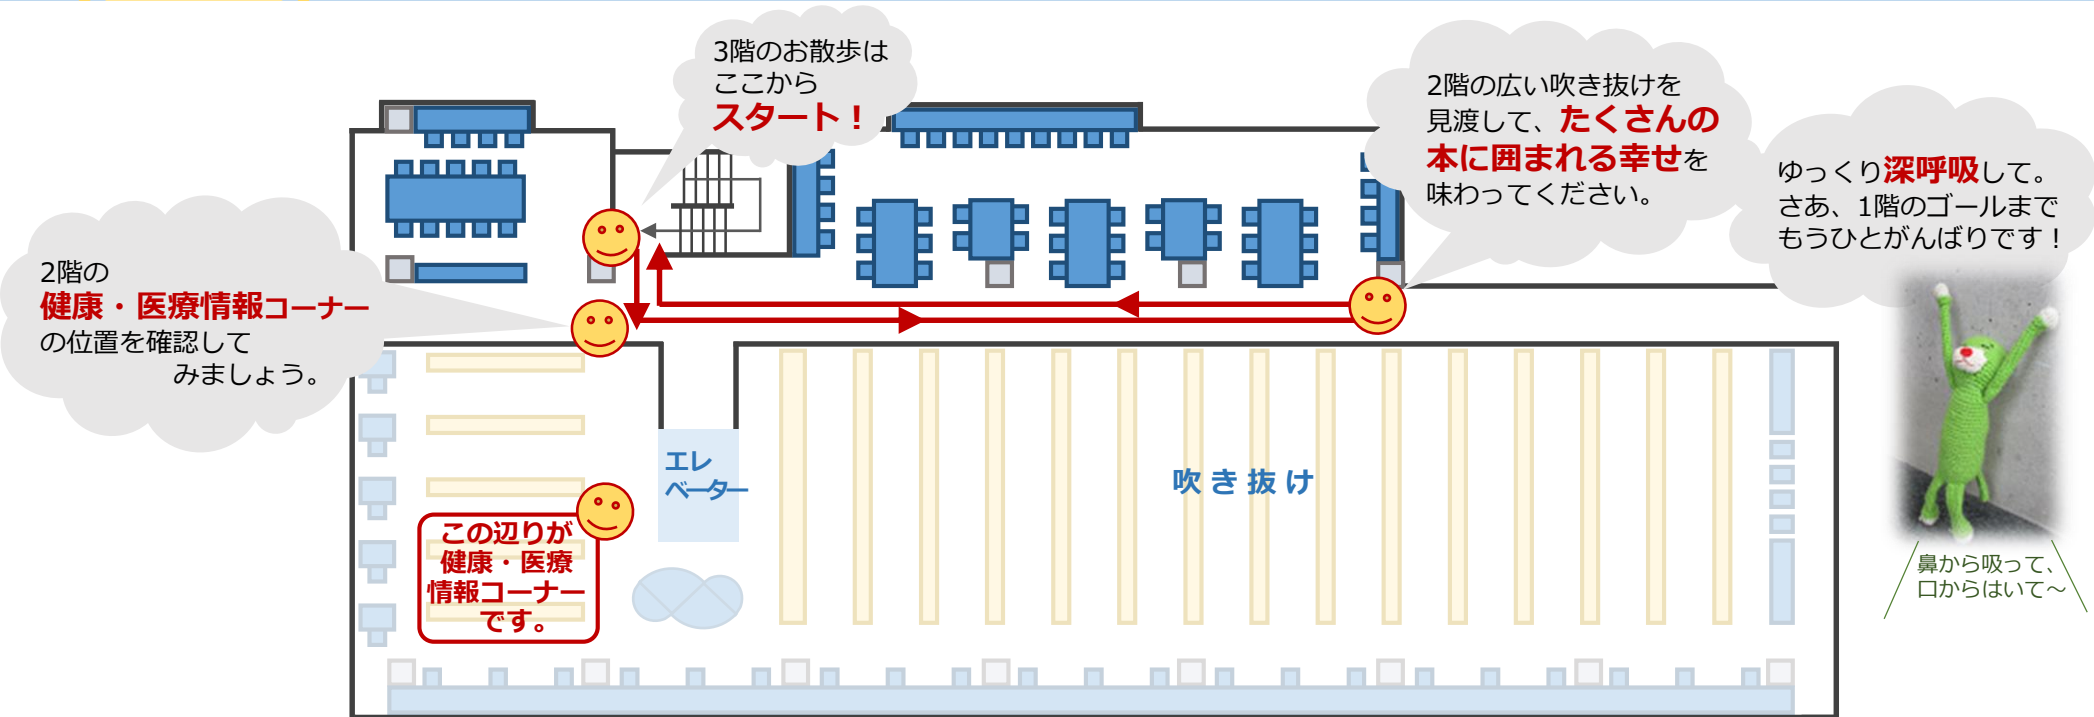 3階のお散歩は
ここから
スタート！
2階の広い吹き抜けを
見渡して、たくさんの
本に囲まれる幸せを
味わってください。
ゆっくり深呼吸して。
さあ、1階のゴールまで
もうひとがんばりです！
2階の
健康・医療情報コーナー
の位置を確認して
みましょう。
エレ
ベーター
吹き抜け
この辺りが
健康・医療
情報コーナー
です。
鼻から吸って、
口からはいて～